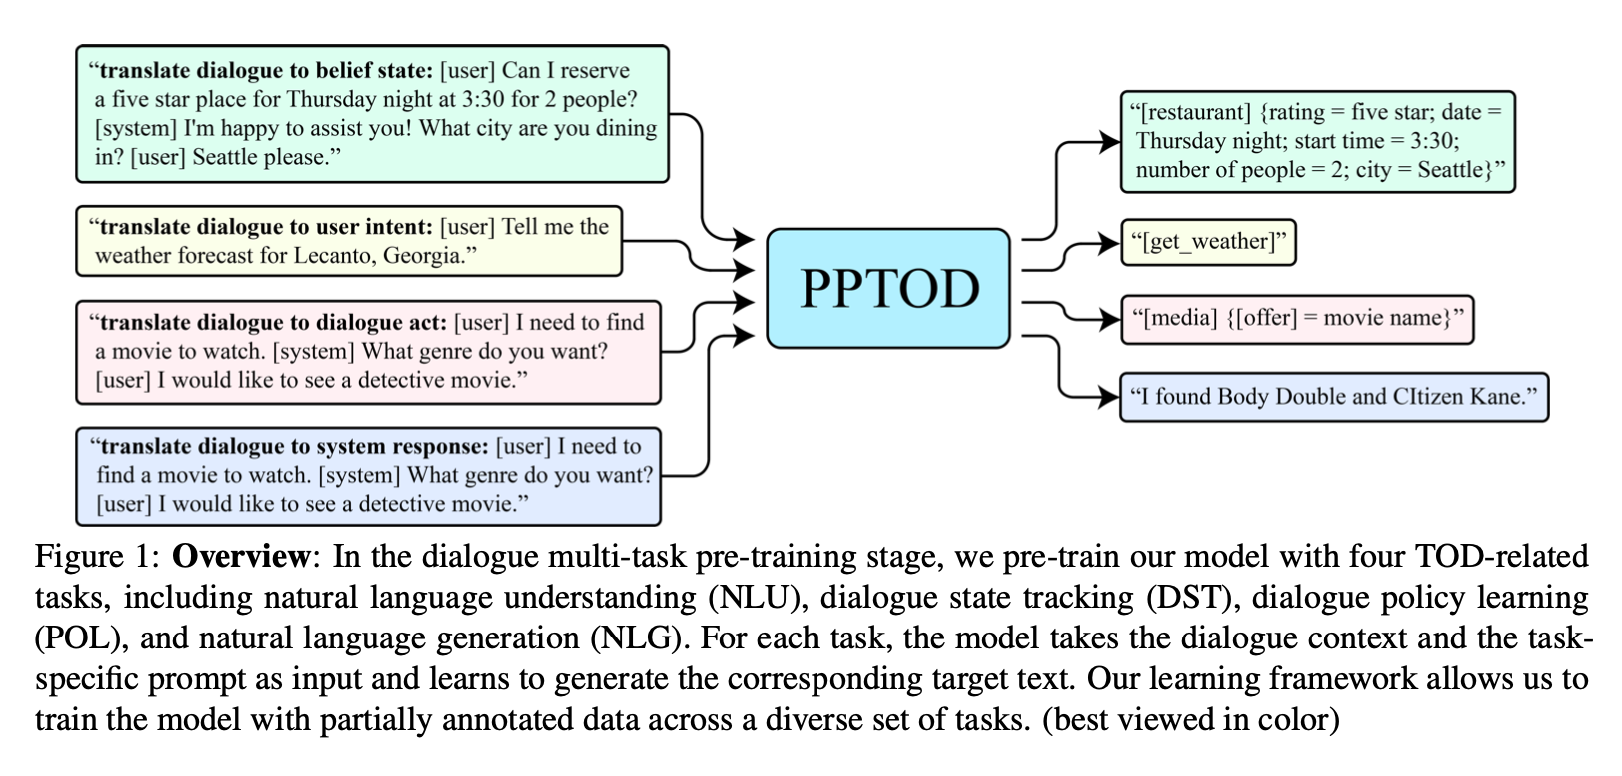 “translate dialogue to belief state: [user] Can I reserve
a five star place for Thursday night at 3:30 for 2 people?
[system] I'm happy to assist you! What city are you dining
in? [user] Seattle please.”
“translate dialogue to user intent: [user] Tell me the
weather forecast for Lecanto, Georgia.”
“translate dialogue to dialogue act: [user] I need to find
a movie to watch. [system] What genre do you want?
[user] I would like to see a detective movie.”
“translate dialogue to system response: [user] I need to
find a movie to watch. [system] What genre do you want?
[user] I would like to see a detective movie.”
PPTOD
“[restaurant] {rating = five star; date =
Thursday night; start time = 3:30;
number of people = 2; city = Seattle}”
“[get_weather]”
“[media] {[offer] = movie name}”
“I found Body Double and CItizen Kane.”
Figure 1: Overview: In the dialogue multi-task pre-training stage, we pre-train our model with four TOD-related
tasks, including natural language understanding (NLU), dialogue state tracking (DST), dialogue policy learning
(POL), and natural language generation (NLG). For each task, the model takes the dialogue context and the task-
specific prompt as input and learns to generate the corresponding target text. Our learning framework allows us to
train the model with partially annotated data across a diverse set of tasks. (best viewed in color)